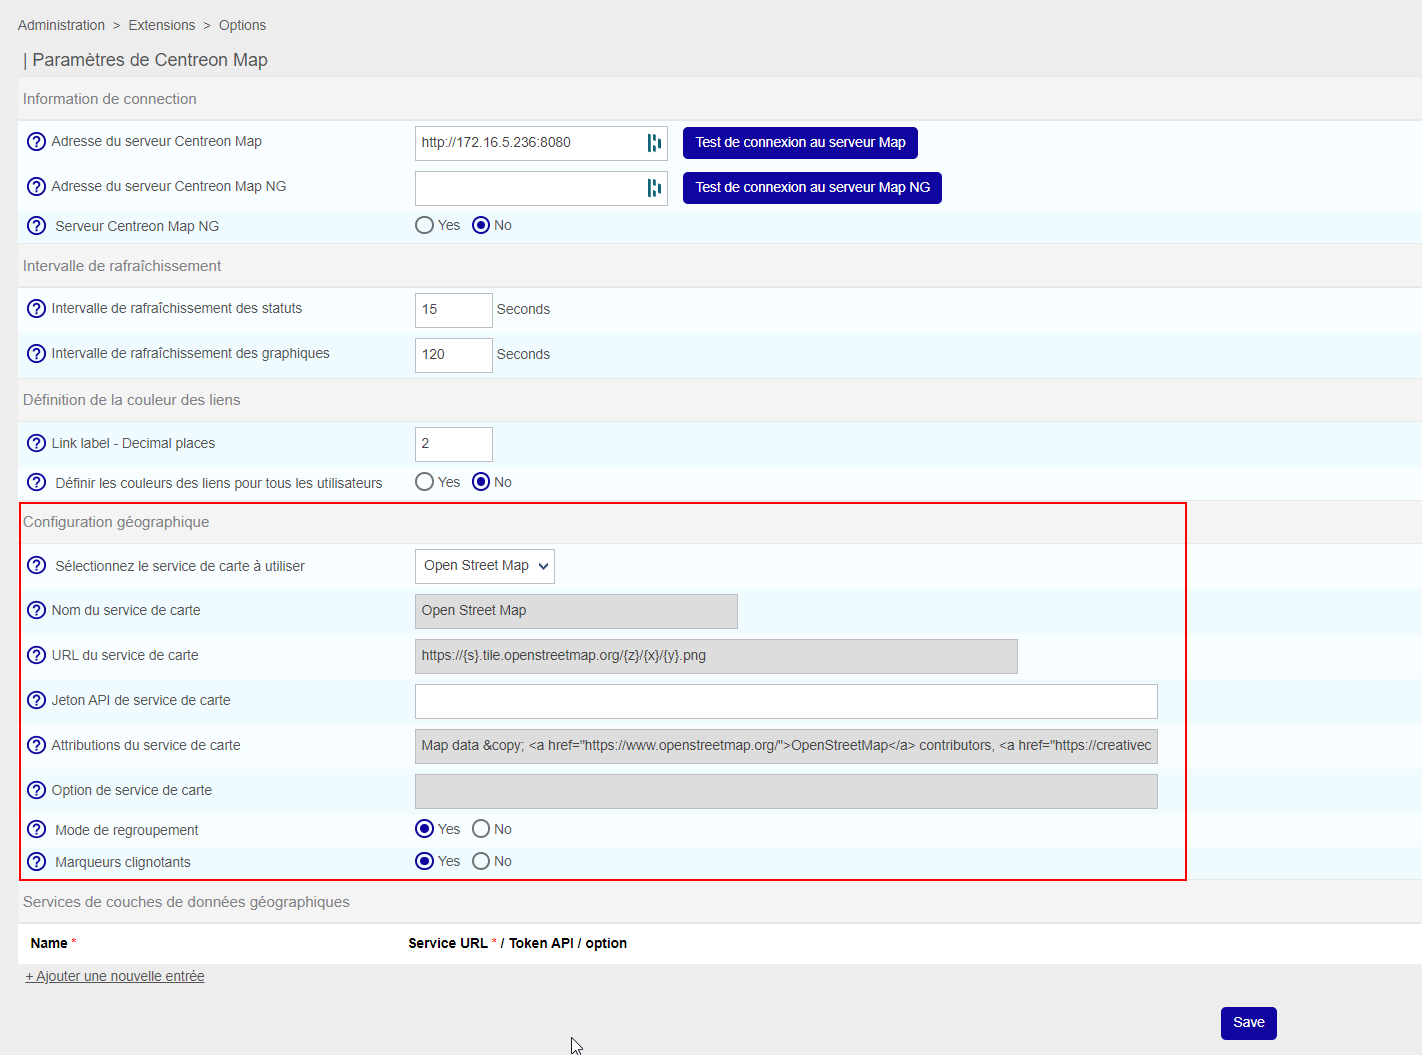 Administration > Extensions > Options
| Paramètres de Centreon Map
Information de connection
Adresse du serveur Centreon Map http://172.16.5.236:8080 Test de connexion au serveur Map
Adresse du serveur Centreon Map NG Test de connexion au serveur Map NG
Serveur Centreon Map NG Yes No
Intervalle de rafraîchissement
Intervalle de rafraîchissement des statuts 15 Seconds
Intervalle de rafraîchissement des graphiques 120 Seconds
Définition de la couleur des liens
Link label - Decimal places 2
Définir les couleurs des liens pour tous les utilisateurs Yes No
Configuration géographique
Sélectionnez le service de carte à utiliser Open Street Map
Nom du service de carte Open Street Map
URL du service de carte https://{s}.tile.openstreetmap.org/{z}/{x}/{y}.png
Jeton API de service de carte
Attributions du service de carte Map data &copy; <a href="https://www.openstreetmap.org/">OpenStreetMap</a> contributors, <a href="https://creativec
Option de service de carte
Mode de regroupement Yes No
Marqueurs clignotants Yes No
Services de couches de données géographiques
Name * Service URL * / Token API / option
+ Ajouter une nouvelle entrée
Save